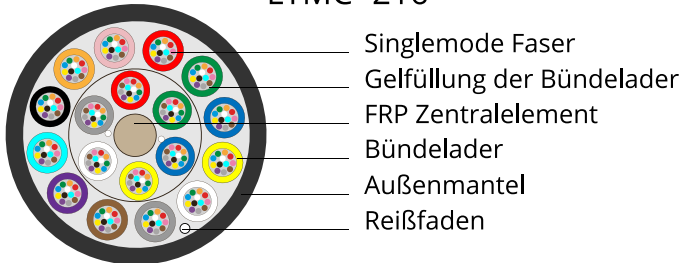 Singlemode Faser
Gelfüllung der Bündelader
FRP Zentralelement
Bündelader
Außenmantel
Reißfaden